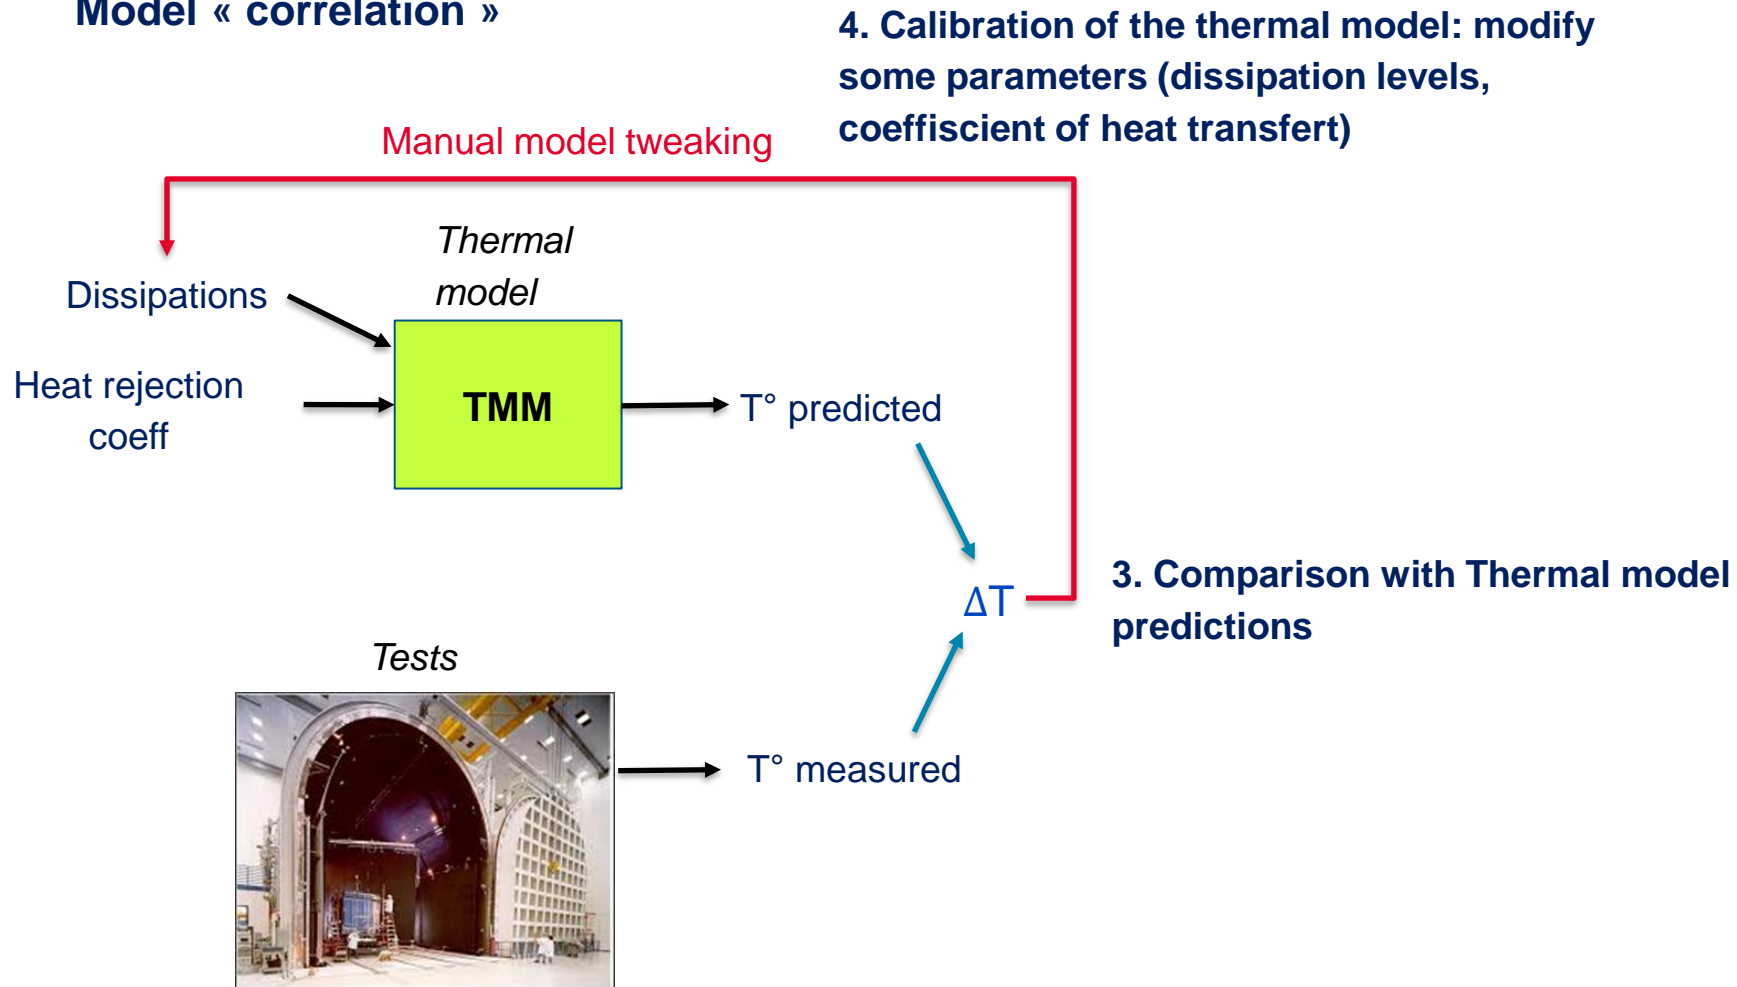 Model « correlation »
4. Calibration of the thermal model: modify
some parameters (dissipation levels,
coeffiscient of heat transfert)
Manual model tweaking
Thermal
model
Dissipations
Heat rejection
coeff
TMM
T° predicted
ΔT
3. Comparison with Thermal model
predictions
Tests
T° measured